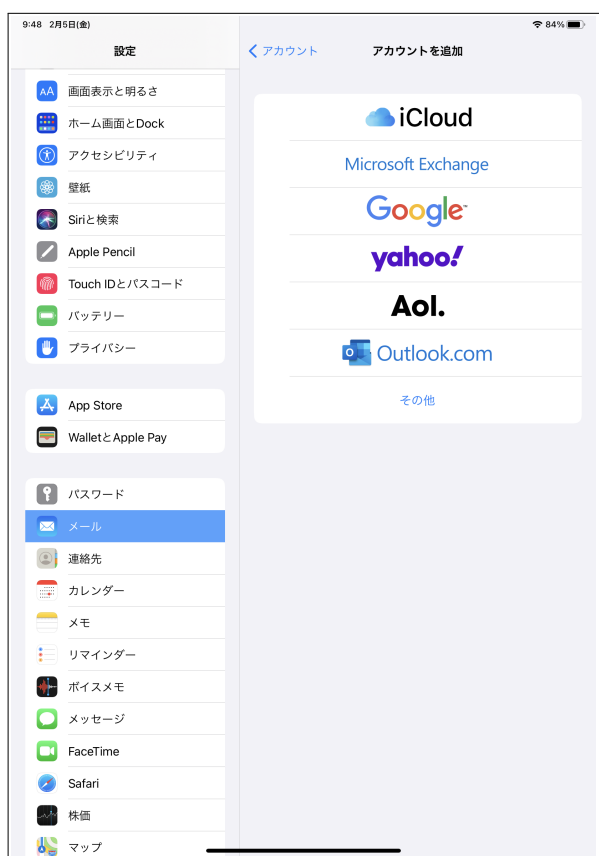 9:48 2月5日(金)
84%
設定
アカウント
アカウントを追加
AA 画面表示と明るさ
ホーム画面とDock
アクセシビリティ
壁紙
Siriと検索
Apple Pencil
Touch IDとパスコード
バッテリー
プライバシー
App Store
WalletとApple Pay
パスワード
メール
連絡先
カレンダー
メモ
リマインダー
ボイスメモ
メッセージ
FaceTime
Safari
株価
マップ
iCloud
Microsoft Exchange
Google
yahoo!
Aol.
Outlook.com
その他